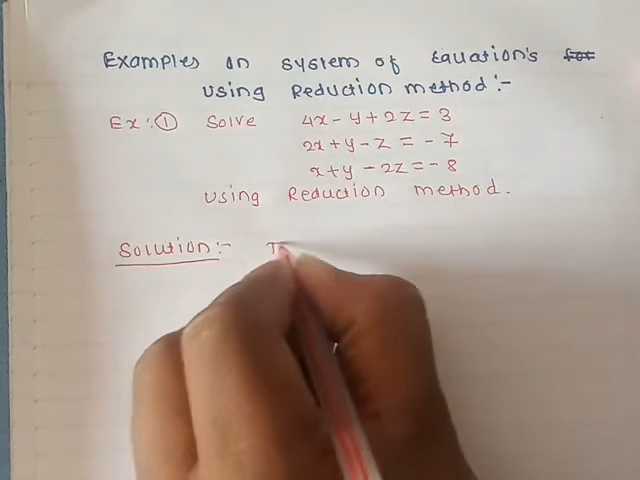 Examples on system of Equation's
using Reduction method :-
Ex : ① Solve 4x - y + 2z = 3
2x + y - z = - 7
x + y - 2z = - 8
using Reduction method .
Solution :- T